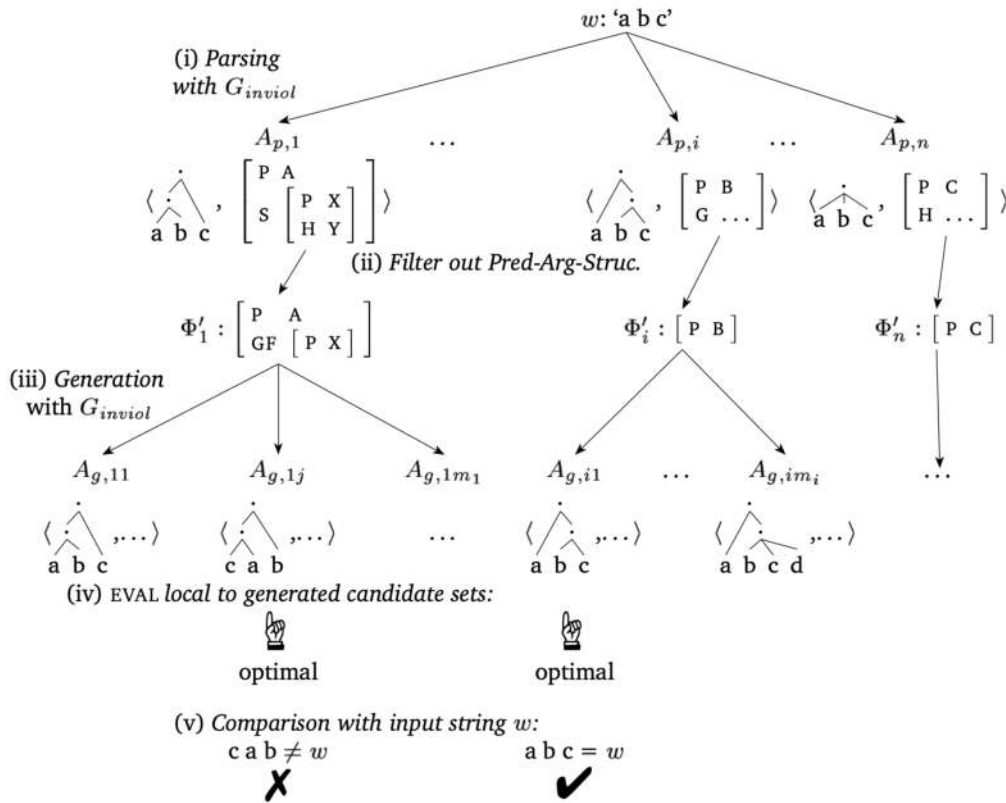 w: ‘a b c’
(i) Parsing
with G_inviol
A_p,1 … A_p,i … A_p,n
⟨ a b c , [ P A S [ P X H Y ] ] ⟩ ⟨ a b c , [ P B G … ] ⟩ ⟨ a b c , [ P C H … ] ⟩
(ii) Filter out Pred-Arg-Struc.
Φ′_1 : [ P A GF [ P X ] ] Φ′_i : [ P B ] Φ′_n : [ P C ]
(iii) Generation
with G_inviol
A_g,11 A_g,1j A_g,1m_1 A_g,i1 … A_g,im_i …
⟨ a b c ,… ⟩ ⟨ c a b ,… ⟩ … ⟨ a b c ,… ⟩ ⟨ a b c d ,… ⟩
(iv) EVAL local to generated candidate sets:
optimal optimal
(v) Comparison with input string w:
c a b ≠ w a b c = w
✗ ✔